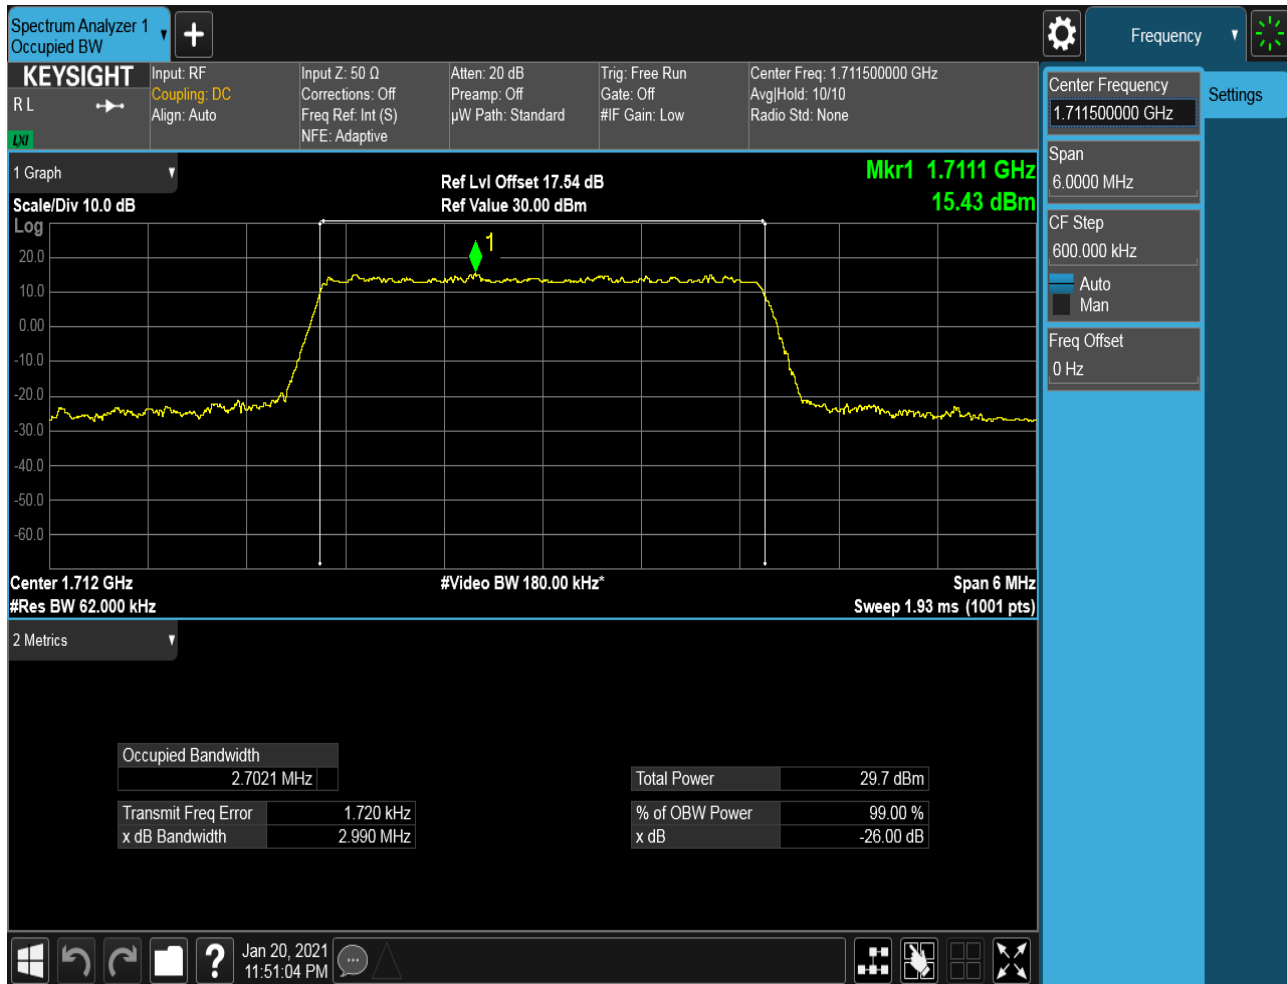 Spectrum Analyzer 1
Occupied BW
Frequency
KEYSIGHT
R L
LXI
Input: RF
Coupling: DC
Align: Auto
Input Z: 50 Ω
Corrections: Off
Freq Ref: Int (S)
NFE: Adaptive
Atten: 20 dB
Preamp: Off
µW Path: Standard
Trig: Free Run
Gate: Off
#IF Gain: Low
Center Freq: 1.711500000 GHz
Avg|Hold: 10/10
Radio Std: None
Center Frequency
1.711500000 GHz
Settings
Span
6.0000 MHz
CF Step
600.000 kHz
Auto
Man
Freq Offset
0 Hz
1 Graph
Scale/Div 10.0 dB
Ref Lvl Offset 17.54 dB
Ref Value 30.00 dBm
Mkr1 1.7111 GHz
15.43 dBm
Log
1
20.0
10.0
0.00
-10.0
-20.0
-30.0
-40.0
-50.0
-60.0
Center 1.712 GHz
#Video BW 180.00 kHz*
Span 6 MHz
#Res BW 62.000 kHz
Sweep 1.93 ms (1001 pts)
2 Metrics
Occupied Bandwidth
2.7021 MHz
Transmit Freq Error 1.720 kHz
x dB Bandwidth 2.990 MHz
Total Power 29.7 dBm
% of OBW Power 99.00 %
x dB -26.00 dB
?
Jan 20, 2021
11:51:04 PM